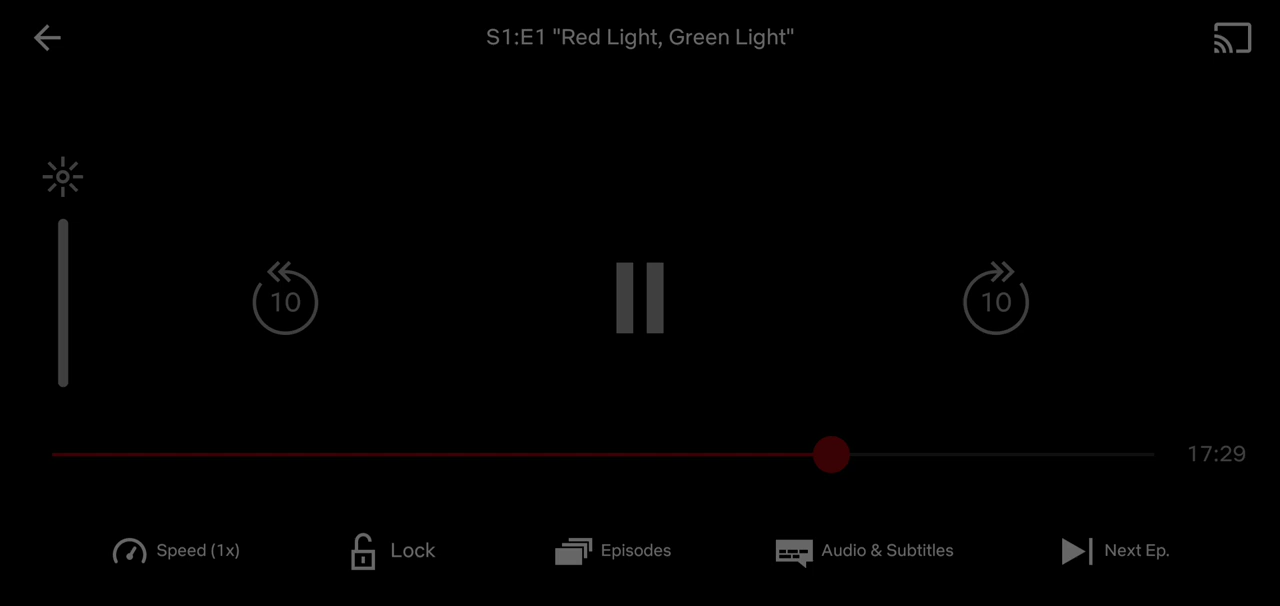 S1:E1 "Red Light, Green Light"
10
10
17:29
Speed (1x)
Lock
Episodes
Audio & Subtitles
Next Ep.